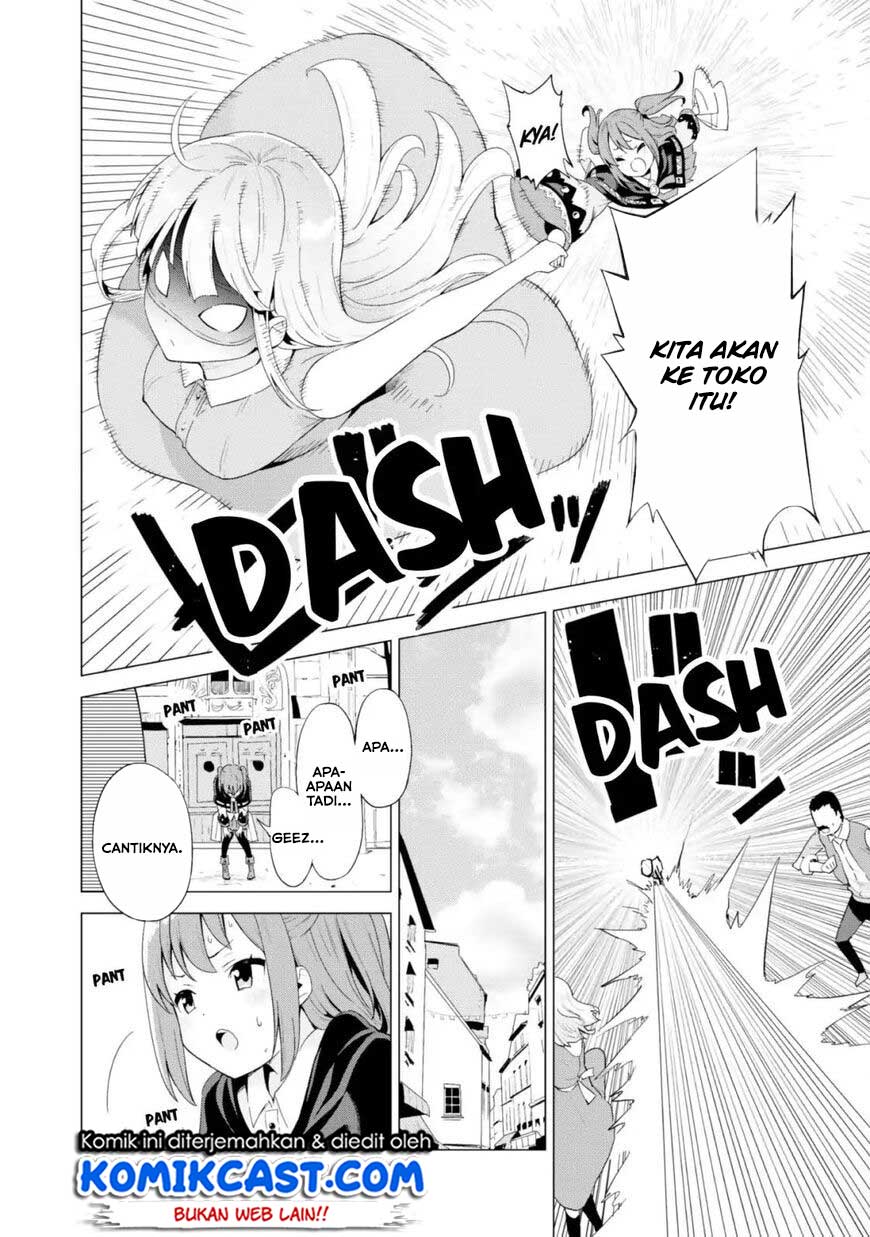 KYA!
KITA AKAN
KE TOKO
ITU!
DASH
DASH
PANT
PANT
PANT
APA...
APA-
APAAN
TADI...
GEEZ...
CANTIKNYA.
PANT
PANT
Komik ini diterjemahkan & diedit oleh
KOMIKCAST.COM
BUKAN WEB LAIN!!